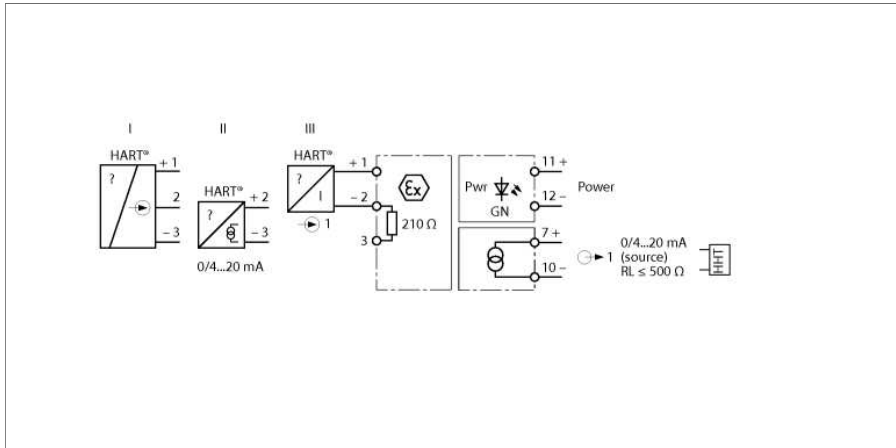 I
II
III
HART®
?
+ 1
2
– 3
HART®
?
+ 2
– 3
0/4...20 mA
HART®
?
I
+ 1
– 2
1
3
210 Ω
Ex
Pwr
GN
11 +
12 –
Power
7 +
10 –
1
0/4...20 mA
(source)
RL ≤ 500 Ω
HHT